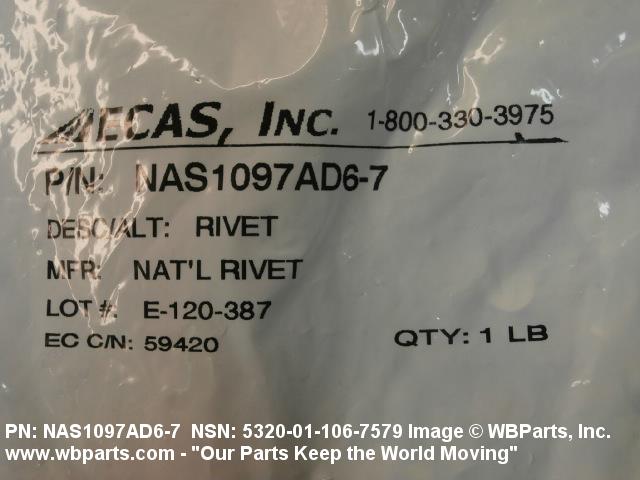 AECAS, INC. 1-800-330-3975
P/N: NAS1097AD6-7
DESC/ALT: RIVET
MFR: NAT'L RIVET
LOT #: E-120-387
EC C/N: 59420
QTY: 1 LB
PN: NAS1097AD6-7 NSN: 5320-01-106-7579 Image © WBParts, Inc.
www.wbparts.com - "Our Parts Keep the World Moving"